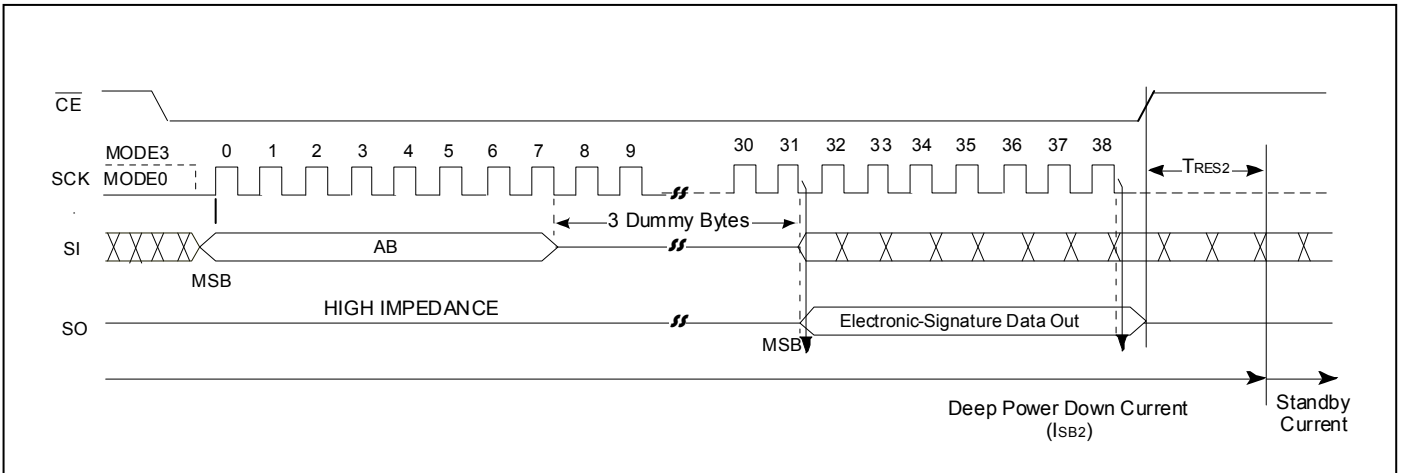 CE
MODE3
SCK MODE0
0 1 2 3 4 5 6 7 8 9 30 31 32 33 34 35 36 37 38
TRES2
3 Dummy Bytes
SI
AB
MSB
HIGH IMPEDANCE
SO
MSB
Electronic-Signature Data Out
Deep Power Down Current
(ISB2)
Standby
Current